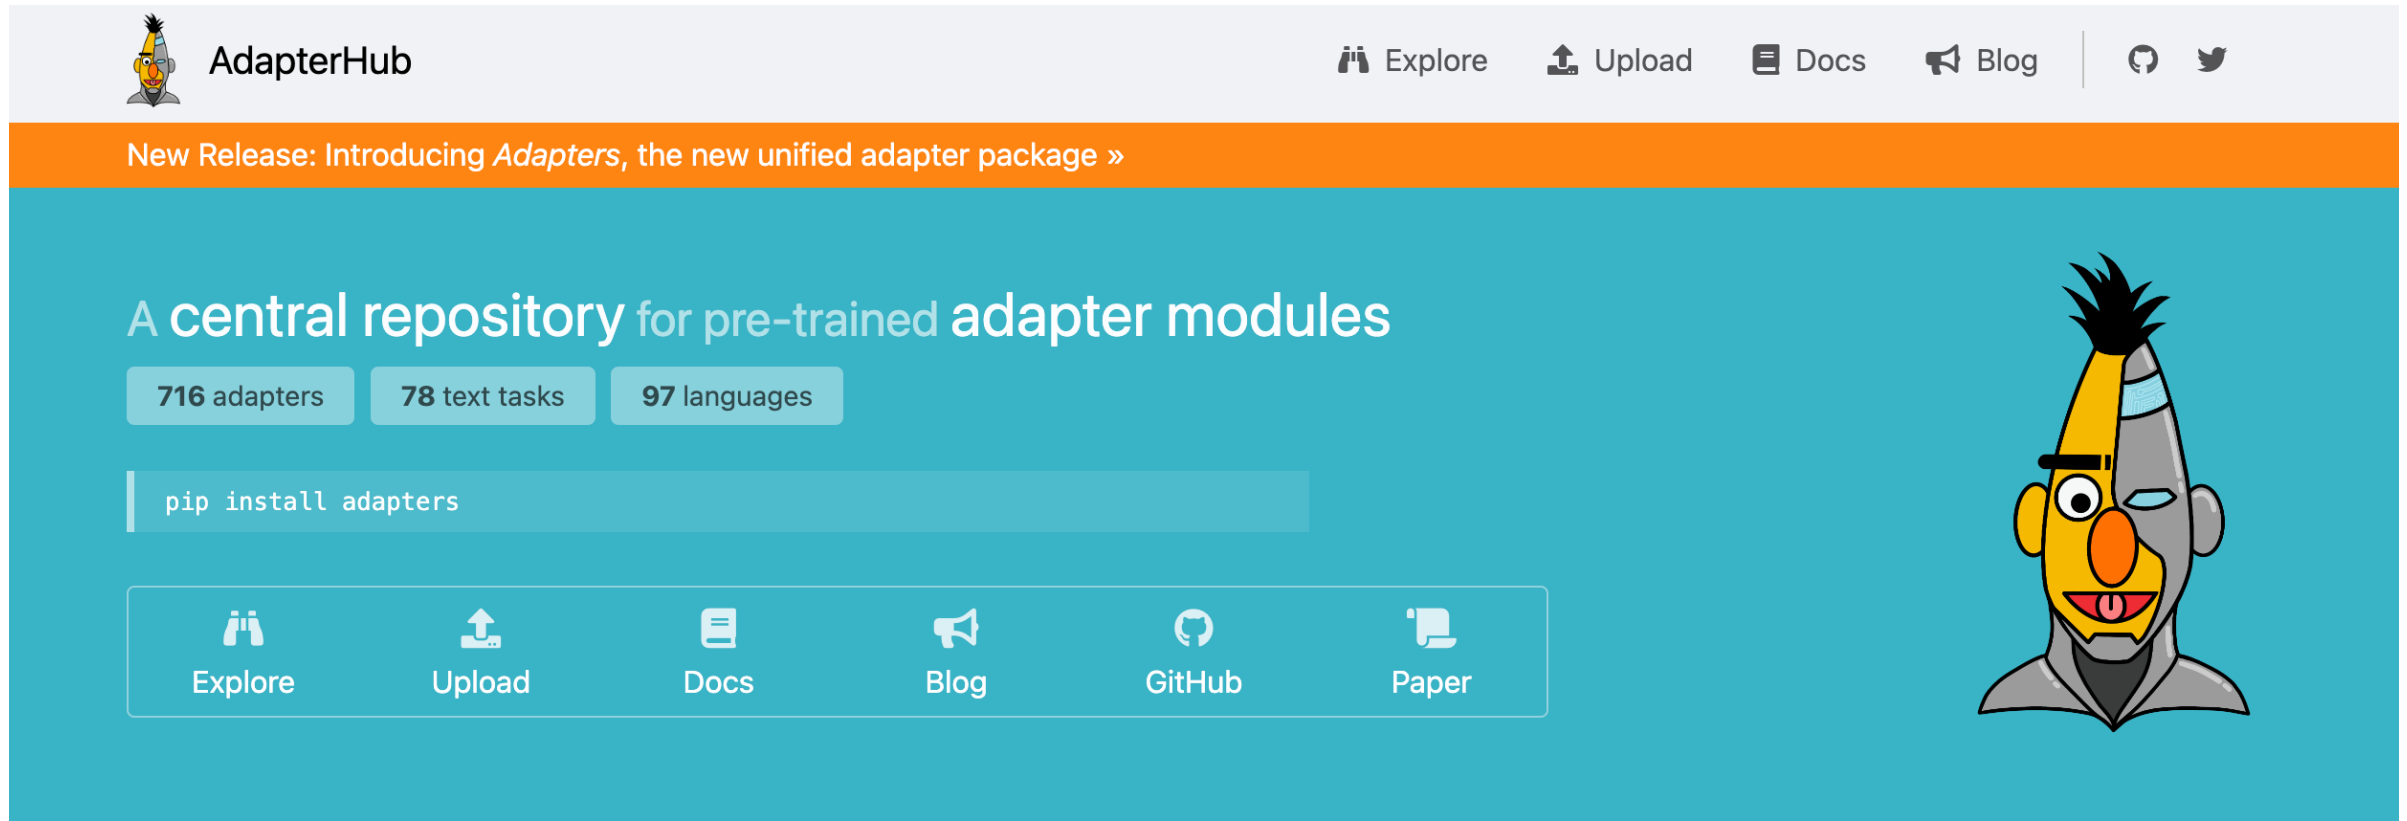 AdapterHub
Explore Upload Docs Blog
New Release: Introducing Adapters, the new unified adapter package »
A central repository for pre-trained adapter modules
716 adapters 78 text tasks 97 languages
pip install adapters
Explore Upload Docs Blog GitHub Paper